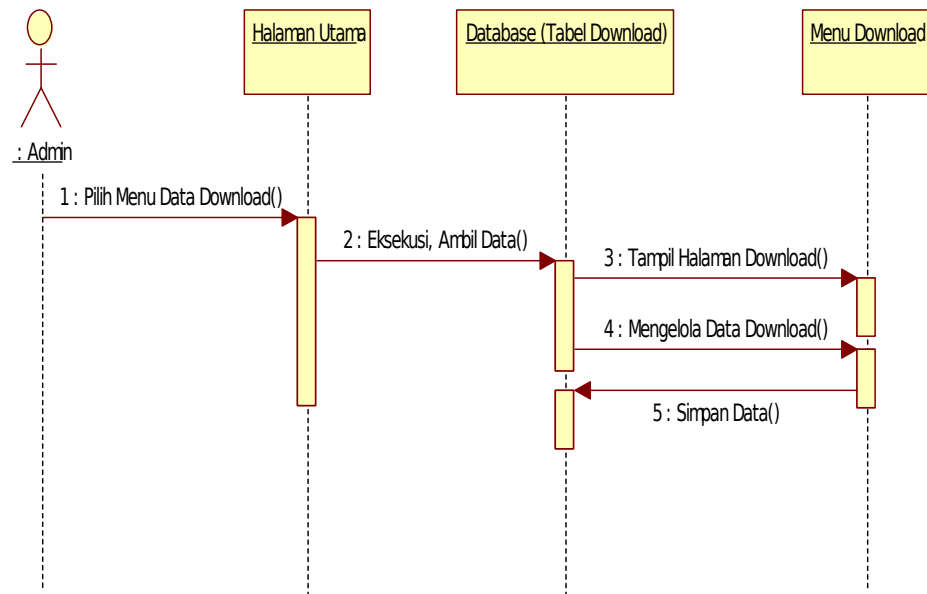 Halaman Utama
Database (Tabel Download)
Menu Download
: Admin
1 : Pilih Menu Data Download()
2 : Eksekusi, Ambil Data()
3 : Tampil Halaman Download()
4 : Mengelola Data Download()
5 : Simpan Data()